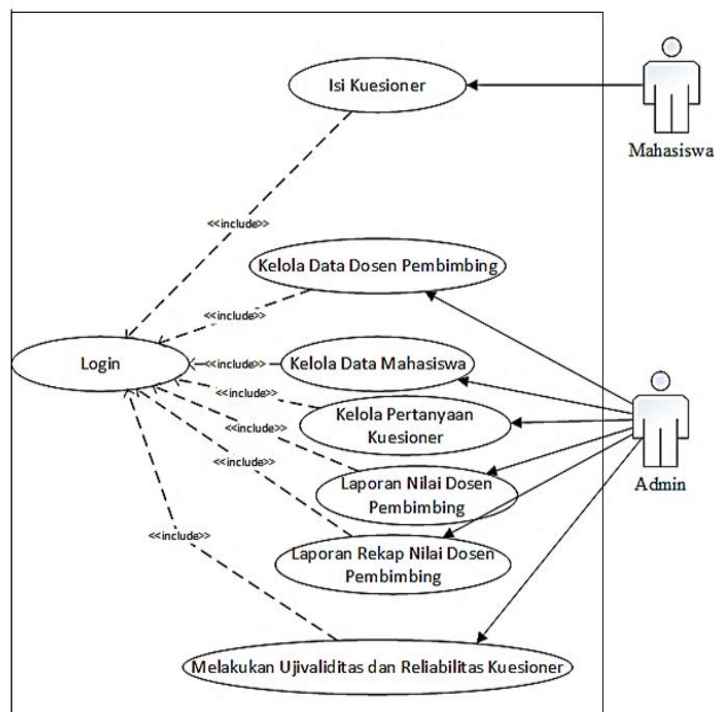 Isi Kuesioner
Mahasiswa
<<include>>
Kelola Data Dosen Pembimbing
<<include>>
Login
<<include>>
Kelola Data Mahasiswa
<<include>>
Kelola Pertanyaan
Kuesioner
<<include>>
Laporan Nilai Dosen
Pembimbing
Admin
<<include>>
Laporan Rekap Nilai Dosen
Pembimbing
<<include>>
Melakukan Ujivaliditas dan Reliabilitas Kuesioner